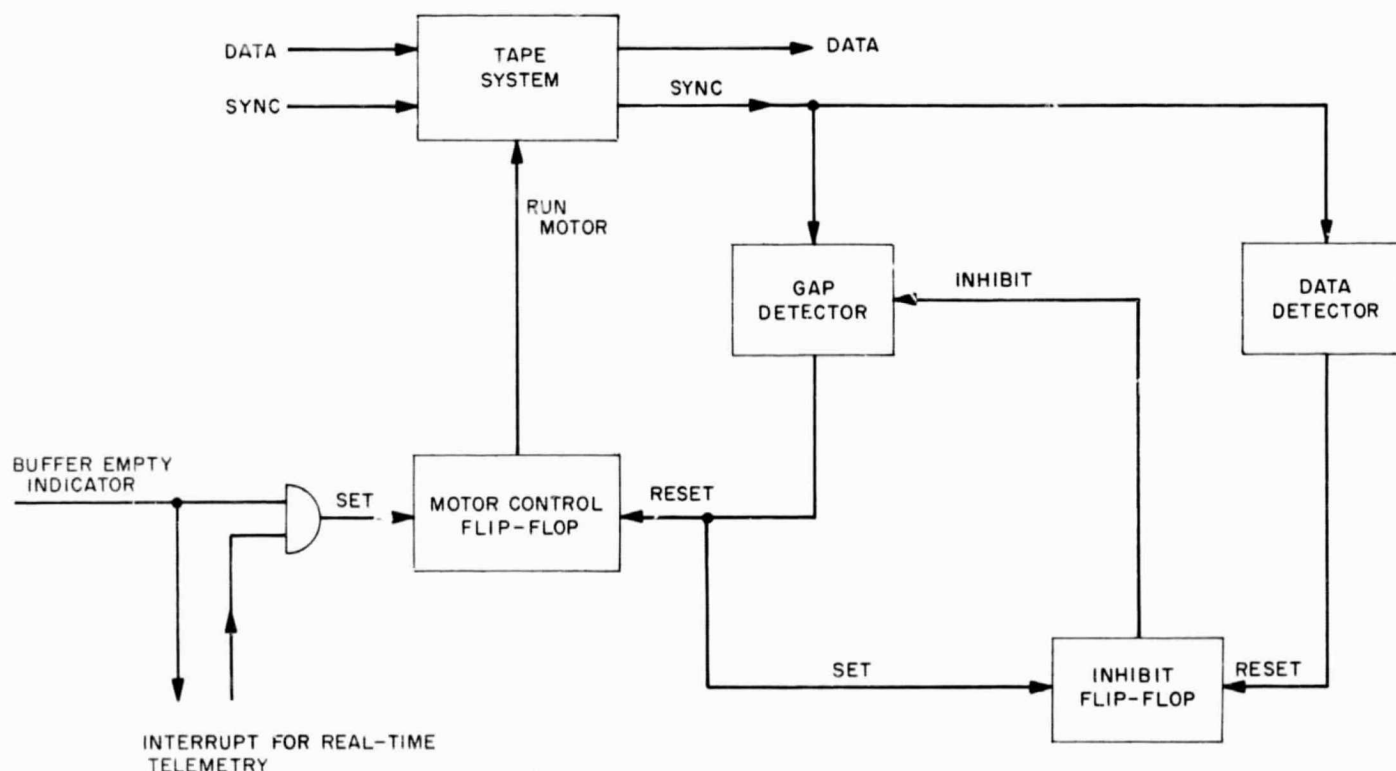 DATA
SYNC
TAPE
SYSTEM
DATA
SYNC
RUN
MOTOR
GAP
DETECTOR
INHIBIT
DATA
DETECTOR
BUFFER EMPTY
INDICATOR
SET
MOTOR CONTROL
FLIP-FLOP
RESET
SET
INHIBIT
FLIP-FLOP
RESET
INTERRUPT FOR REAL-TIME
TELEMETRY